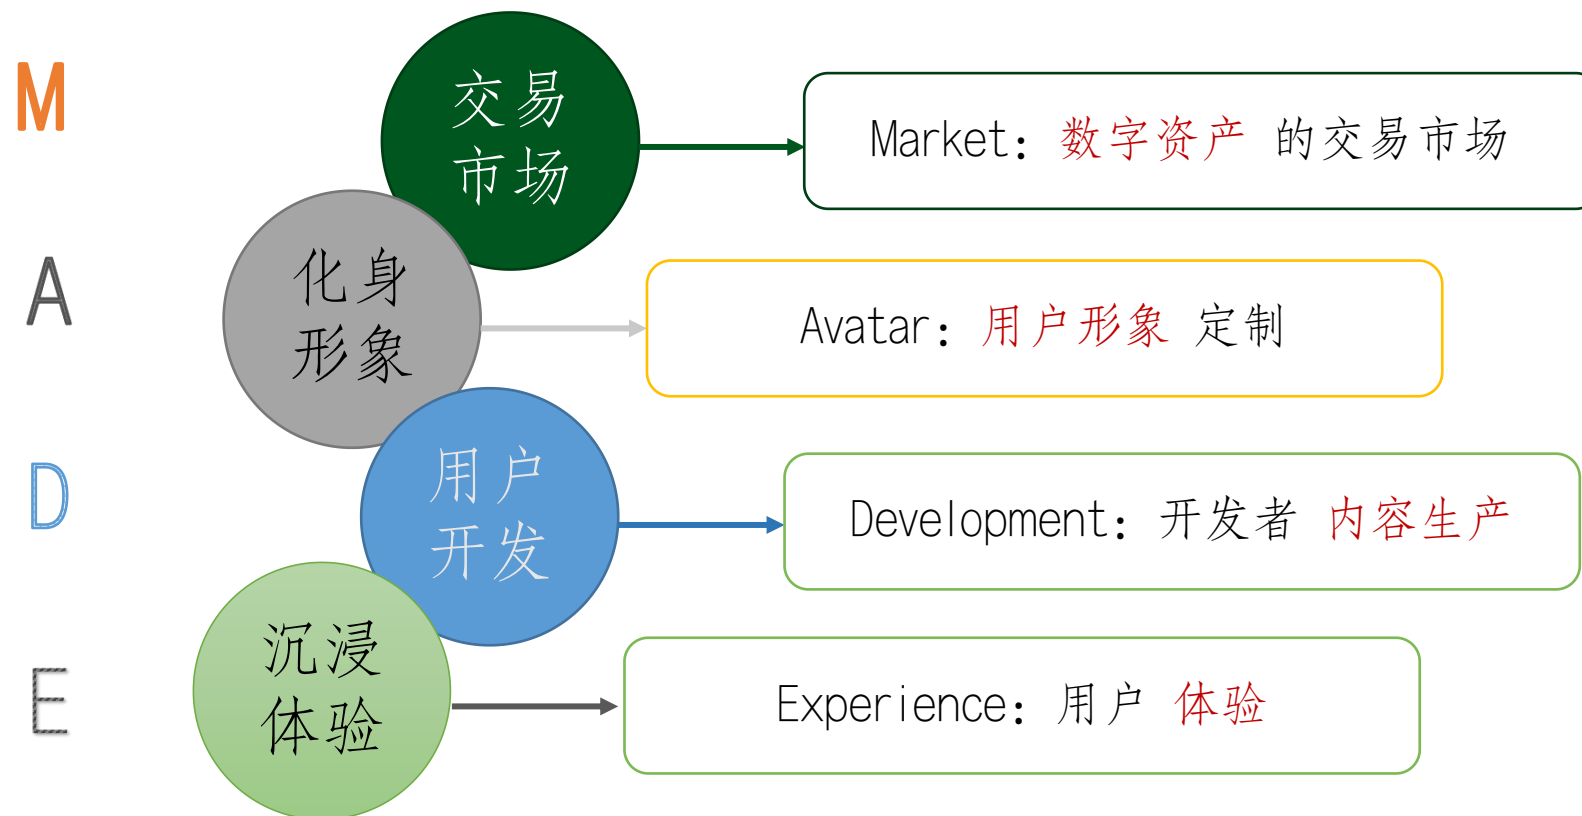 M
交易
市场
Market：数字资产 的交易市场
A
化身
形象
Avatar：用户形象 定制
D
用户
开发
Development：开发者 内容生产
E
沉浸
体验
Experience：用户 体验